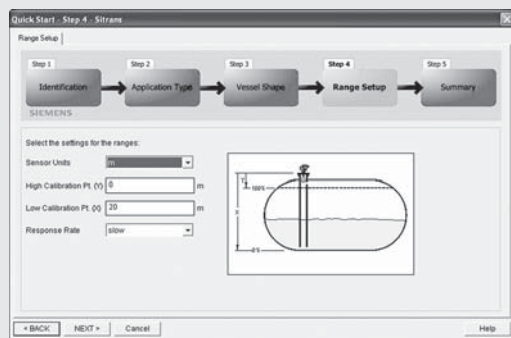 Quick Start - Step 4 - Sitrans
Range Setup
Step 1
Step 2
Step 3
Step 4
Step 5
Identification
Application Type
Vessel Shape
Range Setup
Summary
SIEMENS
Select the settings for the ranges:
Sensor Units m
High Calibration Pt. (Y) 0 m
Low Calibration Pt. (X) 20 m
Response Rate slow
100%
0%
< BACK NEXT > Cancel Help